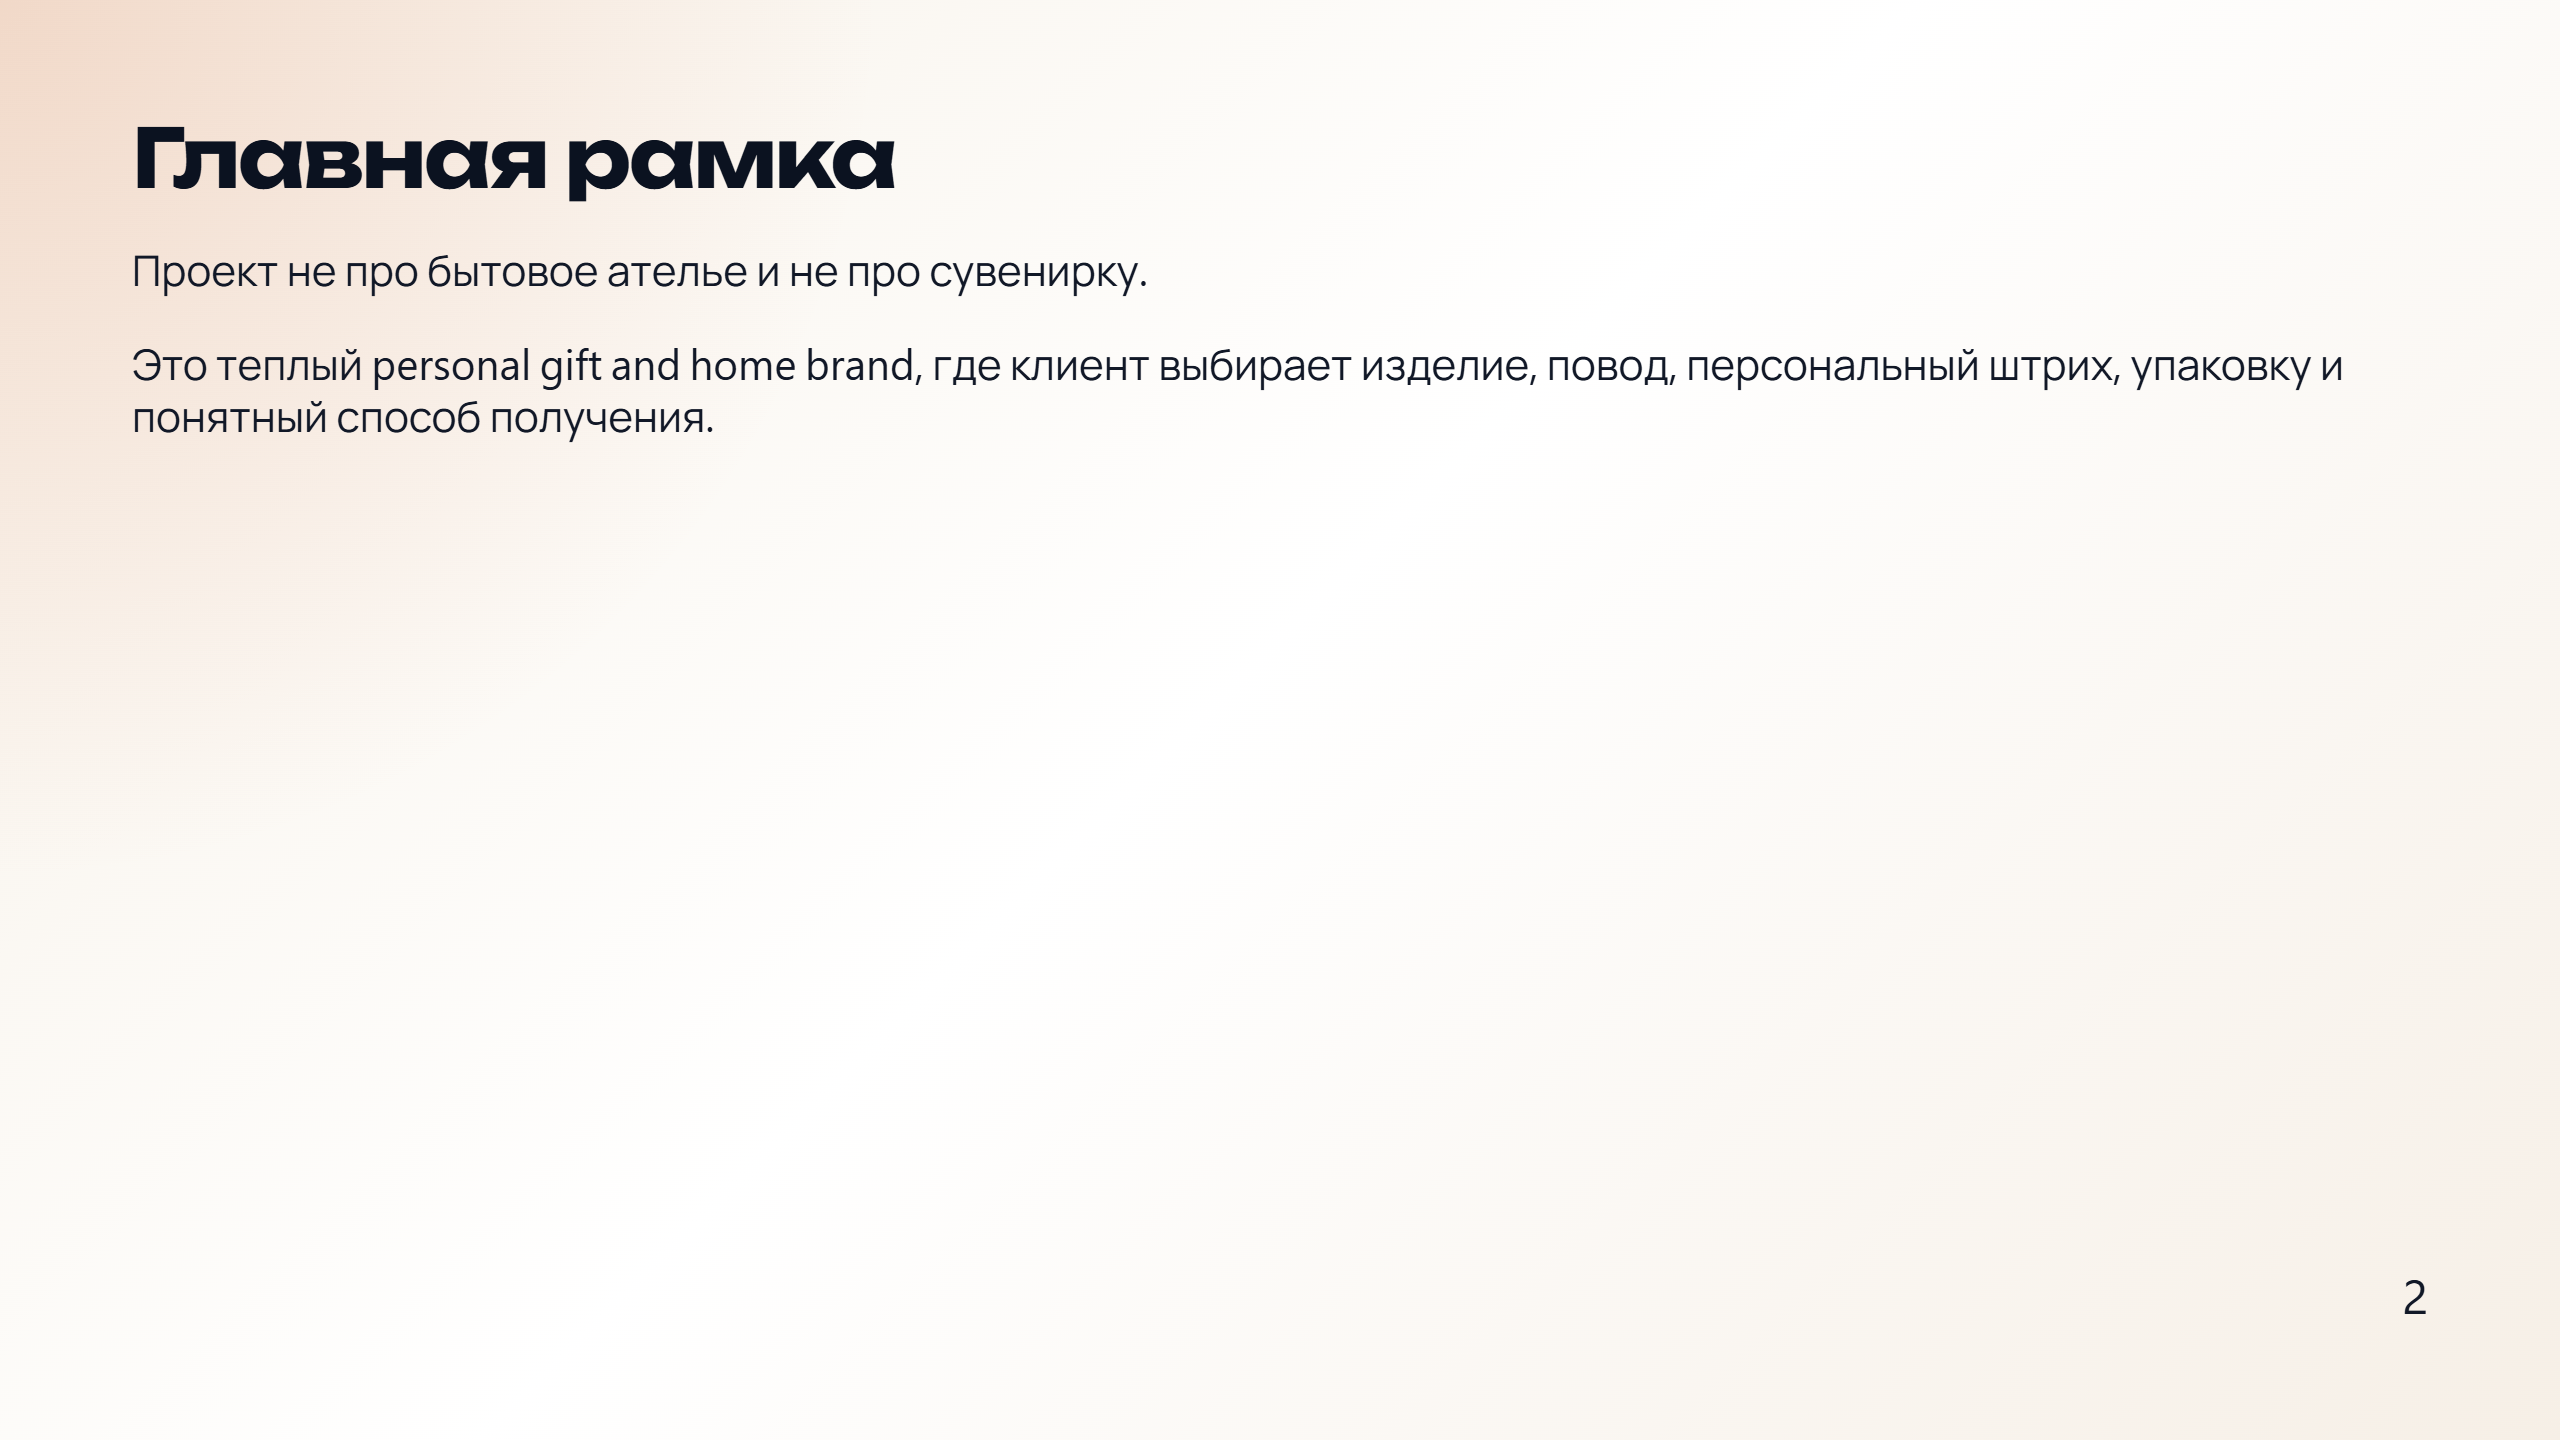 Главная рамка
Проект не про бытовое ателье и не про сувенирку.
Это теплый personal gift and home brand, где клиент выбирает изделие, повод, персональный штрих, упаковку и
понятный способ получения.
2